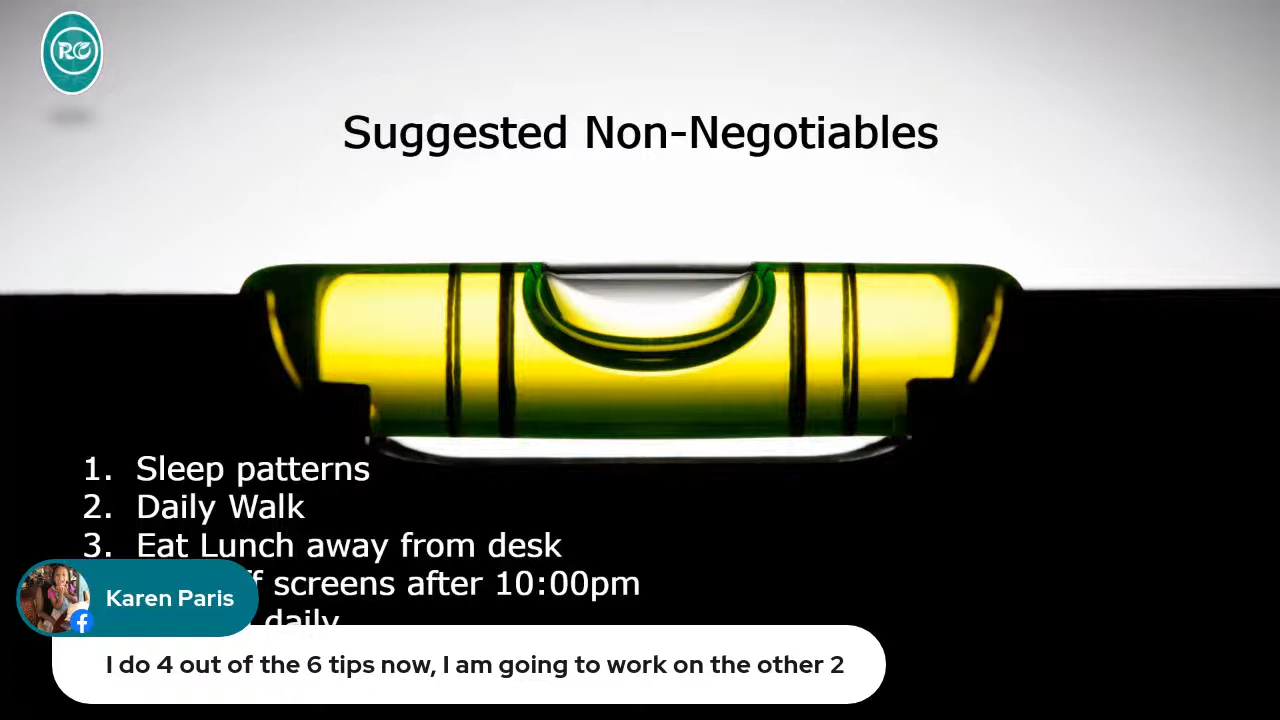 RC
Suggested Non-Negotiables
1. Sleep patterns
2. Daily Walk
3. Eat Lunch away from desk
screens after 10:00pm
daily
Karen Paris
I do 4 out of the 6 tips now, I am going to work on the other 2